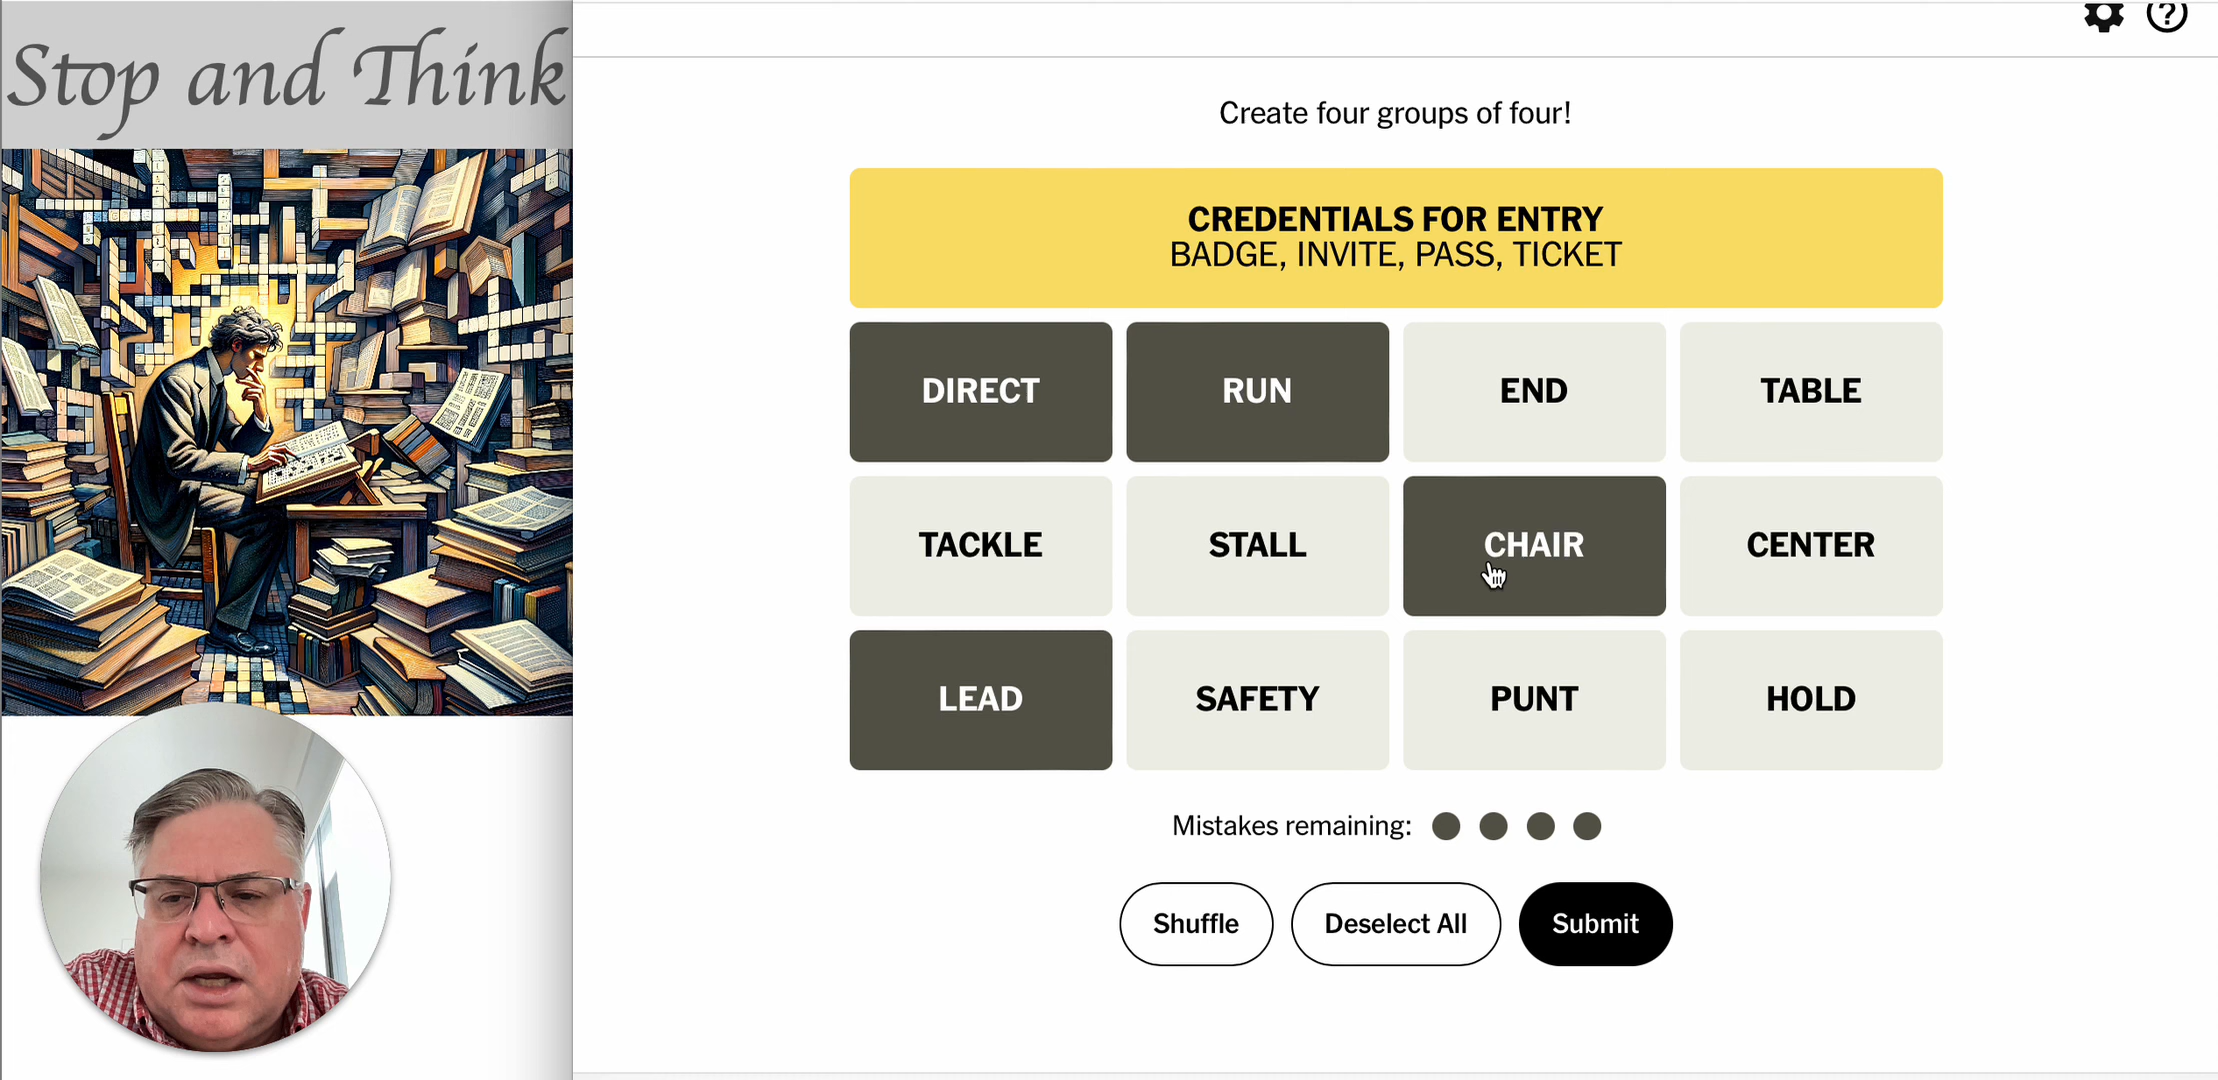 Stop and Think
Create four groups of four!
CREDENTIALS FOR ENTRY
BADGE, INVITE, PASS, TICKET
DIRECT RUN END TABLE
TACKLE STALL CHAIR CENTER
LEAD SAFETY PUNT HOLD
Mistakes remaining:
Shuffle Deselect All Submit